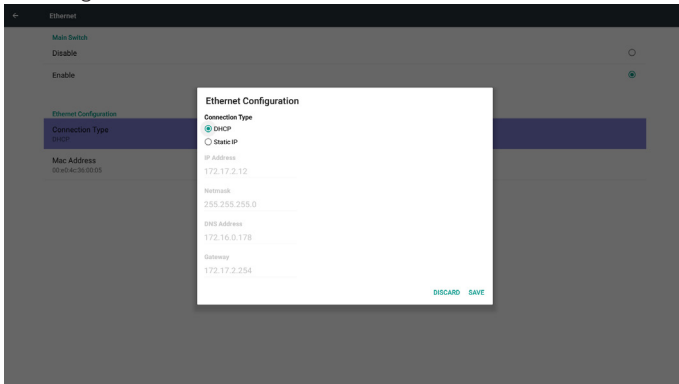 Ethernet
Main Switch
Disable
Enable
Ethernet Configuration
Connection Type
DHCP
Mac Address
Ethernet Configuration
Connection Type
DHCP
Static IP
IP Address
172.17.2.12
Netmask
255.255.255.0
DNS Address
172.16.0.178
Gateway
172.17.2.254
DISCARD SAVE